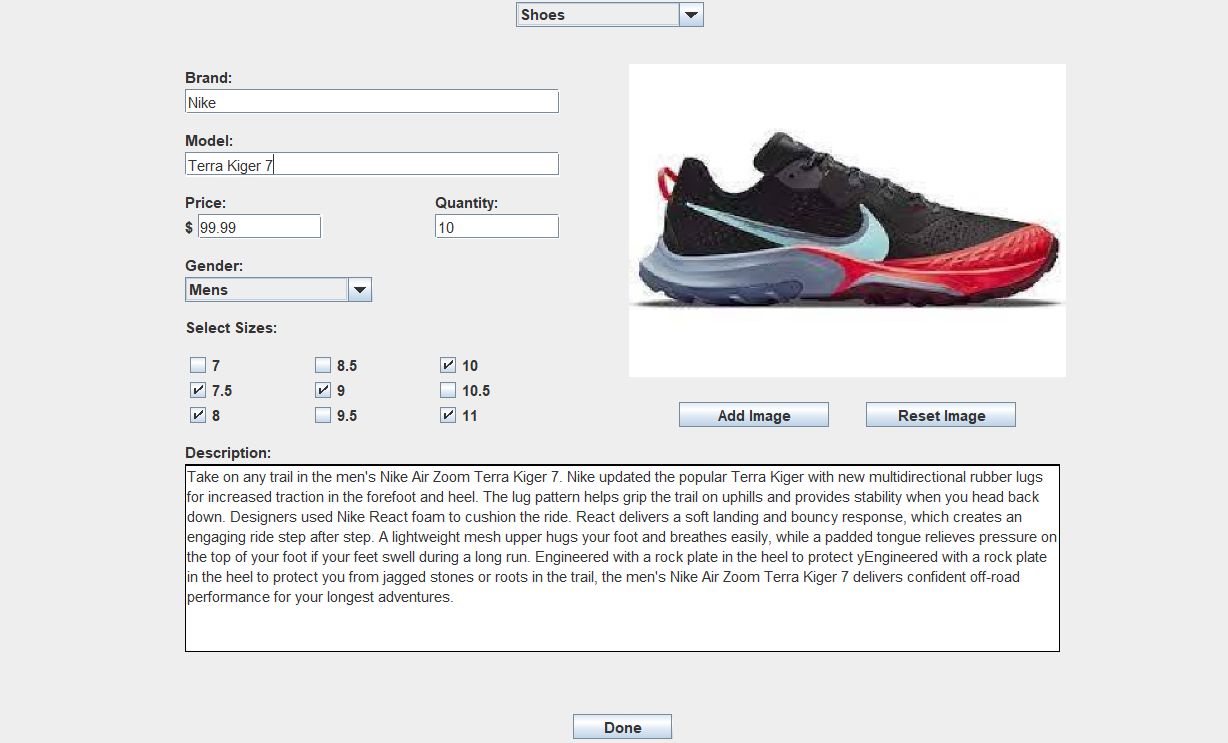 Shoes
Brand:
Nike
Model:
Terra Kiger 7
Price:
Quantity:
$ 99.99
10
Gender:
Mens
Select Sizes:
7
8.5
10
7.5
9
10.5
8
9.5
11
Add Image
Reset Image
Description:
Take on any trail in the men's Nike Air Zoom Terra Kiger 7. Nike updated the popular Terra Kiger with new multidirectional rubber lugs
for increased traction in the forefoot and heel. The lug pattern helps grip the trail on uphills and provides stability when you head back
down. Designers used Nike React foam to cushion the ride. React delivers a soft landing and bouncy response, which creates an
engaging ride step after step. A lightweight mesh upper hugs your foot and breathes easily, while a padded tongue relieves pressure on
the top of your foot if your feet swell during a long run. Engineered with a rock plate in the heel to protect yEngineered with a rock plate
in the heel to protect you from jagged stones or roots in the trail, the men's Nike Air Zoom Terra Kiger 7 delivers confident off-road
performance for your longest adventures.
Done